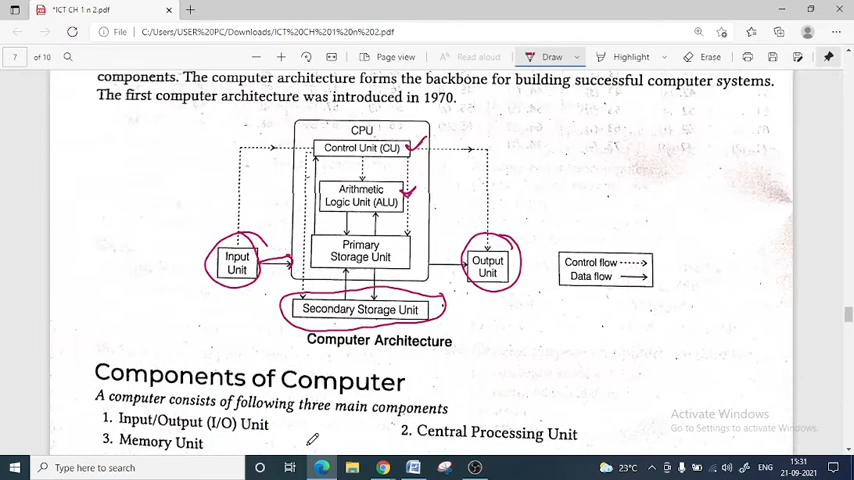 *ICT CH 1 n 2.pdf
File
C:/Users/USER%20PC/Downloads/ICT%20CH%201%20n%202.pdf
7 of 10
Page view
Read aloud
Draw
Highlight
Erase
components. The computer architecture forms the backbone for building successful computer systems.
The first computer architecture was introduced in 1970.
CPU
Control Unit (CU)
Arithmetic
Logic Unit (ALU)
Primary
Storage Unit
Input
Unit
Output
Unit
Control flow
Data flow
Secondary Storage Unit
Computer Architecture
Components of Computer
A computer consists of following three main components
1. Input/Output (I/O) Unit
2. Central Processing Unit
3. Memory Unit
Activate Windows
Go to Settings to activate Windows.
Type here to search
23°C
ENG
15:31
21-09-2021